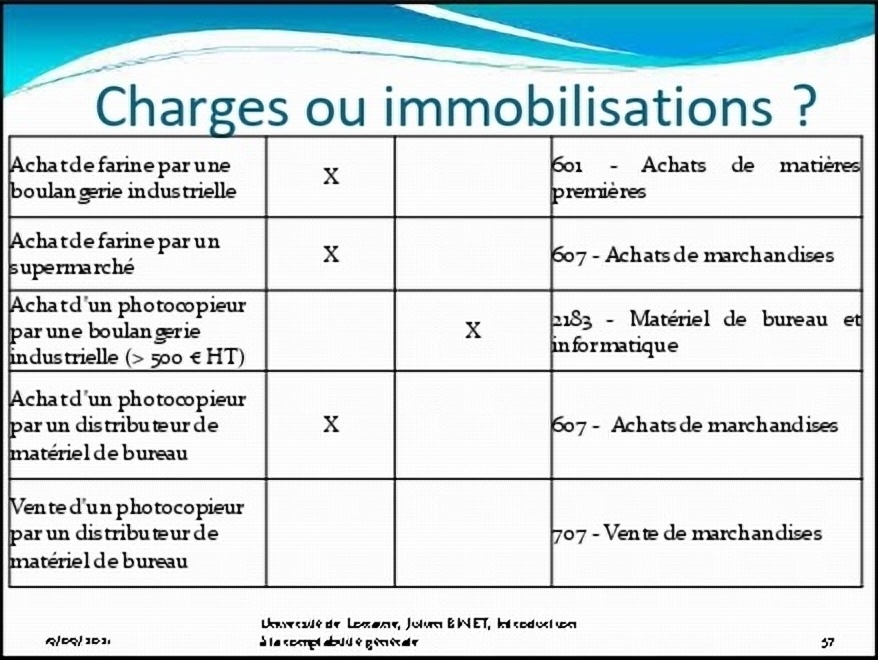 Charges ou immobilisations ?
Achat de farine par une
boulangerie industrielle
X
601 - Achats de matières
premières
Achat de farine par un
supermarché
X
607 - Achats de marchandises
Achat d'un photocopieur
par une boulangerie
industrielle (> 500 € HT)
X
2183 - Matériel de bureau et
informatique
Achat d'un photocopieur
par un distributeur de
matériel de bureau
X
607 - Achats de marchandises
Vente d'un photocopieur
par un distributeur de
matériel de bureau
707 - Vente de marchandises
Université de Lorraine, BINET, Introduction
à la comptabilité générale
57